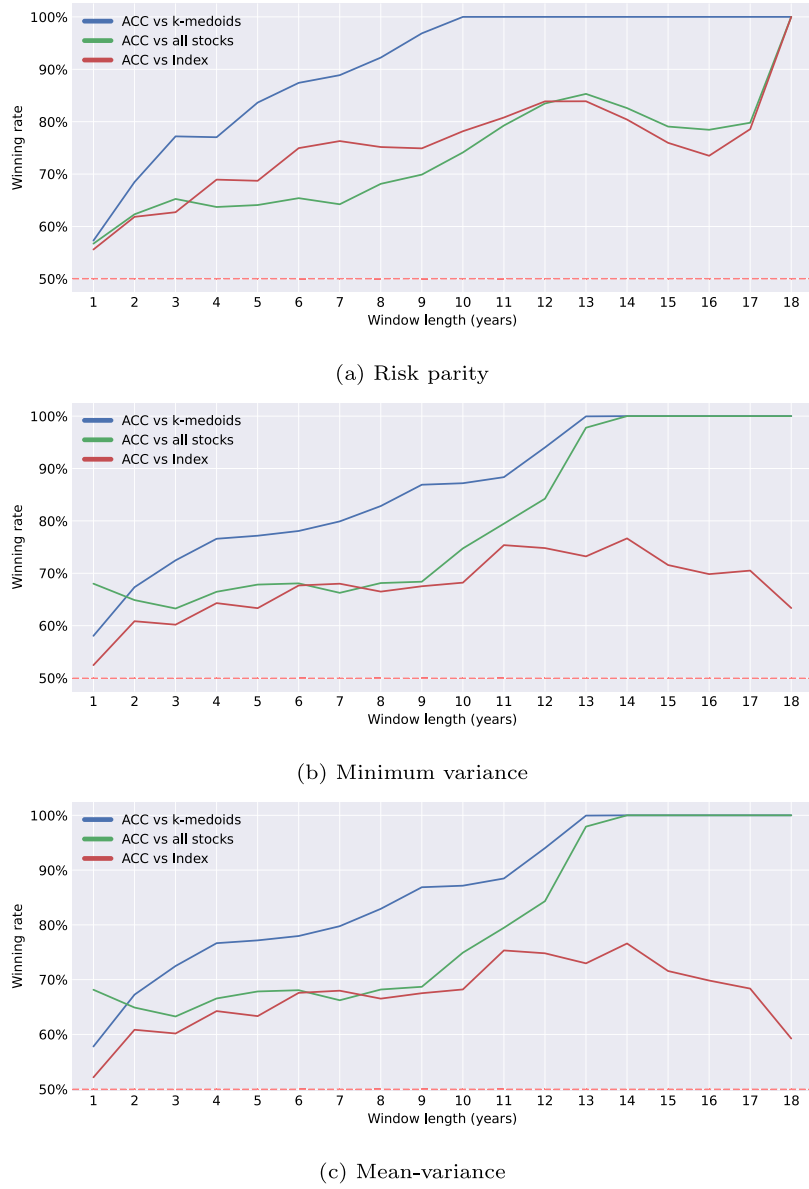 100%
90%
80%
70%
60%
50%
Winning rate
ACC vs k-medoids
ACC vs all stocks
ACC vs Index
1 2 3 4 5 6 7 8 9 10 11 12 13 14 15 16 17 18
Window length (years)
(a) Risk parity
100%
90%
80%
70%
60%
50%
Winning rate
ACC vs k-medoids
ACC vs all stocks
ACC vs Index
1 2 3 4 5 6 7 8 9 10 11 12 13 14 15 16 17 18
Window length (years)
(b) Minimum variance
100%
90%
80%
70%
60%
50%
Winning rate
ACC vs k-medoids
ACC vs all stocks
ACC vs Index
1 2 3 4 5 6 7 8 9 10 11 12 13 14 15 16 17 18
Window length (years)
(c) Mean-variance